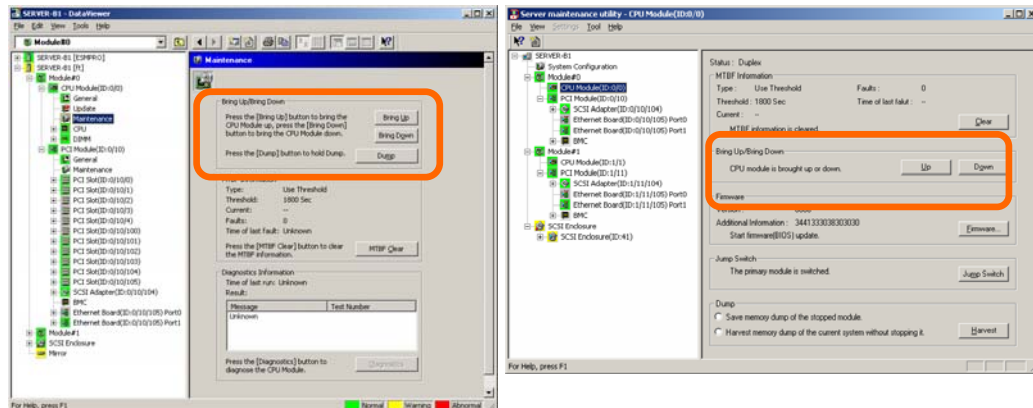 SERVER-B1 - DataViewer
File Edit View Tools Help
Module#0
SERVER-B1 [ESMPRO]
SERVER-B1 [ft]
Module#0
CPU Module(ID:0/0)
General
Update
Maintenance
CPU
DIMM
PCI Module(ID:0/10)
General
Maintenance
PCI Slot(ID:0/10/0)
PCI Slot(ID:0/10/1)
PCI Slot(ID:0/10/2)
PCI Slot(ID:0/10/3)
PCI Slot(ID:0/10/4)
PCI Slot(ID:0/10/100)
PCI Slot(ID:0/10/101)
PCI Slot(ID:0/10/102)
PCI Slot(ID:0/10/103)
PCI Slot(ID:0/10/104)
PCI Slot(ID:0/10/105)
SCSI Adapter(ID:0/10/104)
BMC
Ethernet Board(ID:0/10/105) Port0
Ethernet Board(ID:0/10/105) Port1
Module#1
SCSI Enclosure
Mirror
Maintenance
Bring Up/Bring Down
Press the [Bring Up] button to bring the
CPU Module up, press the [Bring Down]
button to bring the CPU Module down.
Bring Up
Bring Down
Press the [Dump] button to hold Dump.
Dump
Type: Use Threshold
Threshold: 1800 Sec
Current: --
Faults: 0
Time of last fault: Unknown
Press the [MTBF Clear] button to clear
the MTBF information.
MTBF Clear
Diagnostics Information
Time of last run: Unknown
Result:
Message Test Number
Unknown
Press the [Diagnostics] button to
diagnose the CPU Module.
Diagnostics
For Help, press F1
Normal Warning Abnormal
Server maintenance utility - CPU Module(ID:0/0)
File View Settings Tool Help
SERVER-B1
System Configuration
Module#0
CPU Module(ID:0/0)
PCI Module(ID:0/10)
SCSI Adapter(ID:0/10/104)
Ethernet Board(ID:0/10/105) Port0
Ethernet Board(ID:0/10/105) Port1
BMC
Module#1
CPU Module(ID:1/1)
PCI Module(ID:1/11)
SCSI Adapter(ID:1/11/104)
Ethernet Board(ID:1/11/105) Port0
Ethernet Board(ID:1/11/105) Port1
BMC
SCSI Enclosure
SCSI Enclosure(ID:41)
Status : Duplex
MTBF Information
Type : Use Threshold Faults : 0
Threshold : 1800 Sec Time of last falut : --
Current : --
MTBF information is cleared.
Clear
Bring Up/Bring Down
CPU module is brought up or down.
Up Down
Firmware
Additional Information : 3441333038303030
Start firmware(BIOS) update.
Firmware...
Jump Switch
The primary module is switched.
Jump Switch
Dump
Save memory dump of the stopped module.
Harvest memory dump of the current system without stopping it.
Harvest
For Help, press F1